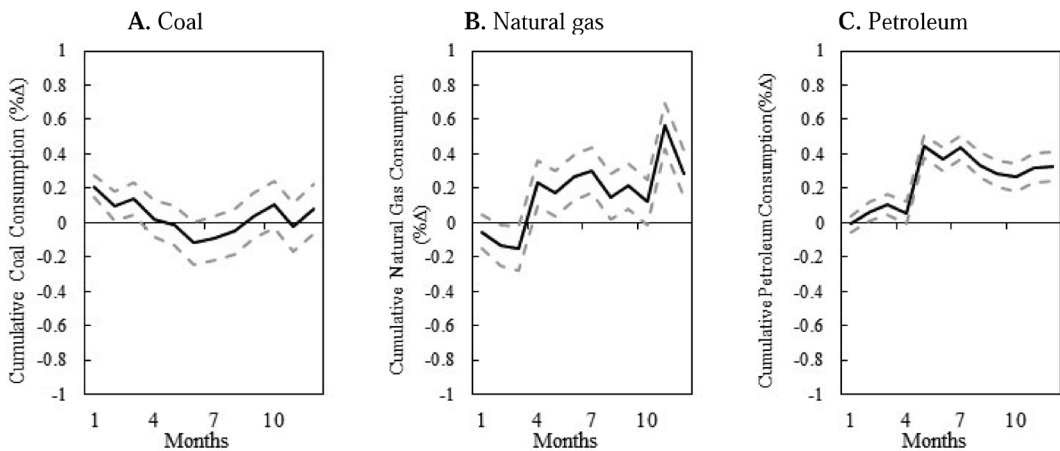 A. Coal
Cumulative Coal Consumption (%Δ)
1
0.8
0.6
0.4
0.2
0
-0.2
-0.4
-0.6
-0.8
-1
1 4 7 10
Months
B. Natural gas
Cumulative Natural Gas Consumption
(%Δ)
1
0.8
0.6
0.4
0.2
0
-0.2
-0.4
-0.6
-0.8
-1
1 4 7 10
Months
C. Petroleum
Cumulative Petroleum Consumption(%Δ)
1
0.8
0.6
0.4
0.2
0
-0.2
-0.4
-0.6
-0.8
-1
1 4 7 10
Months